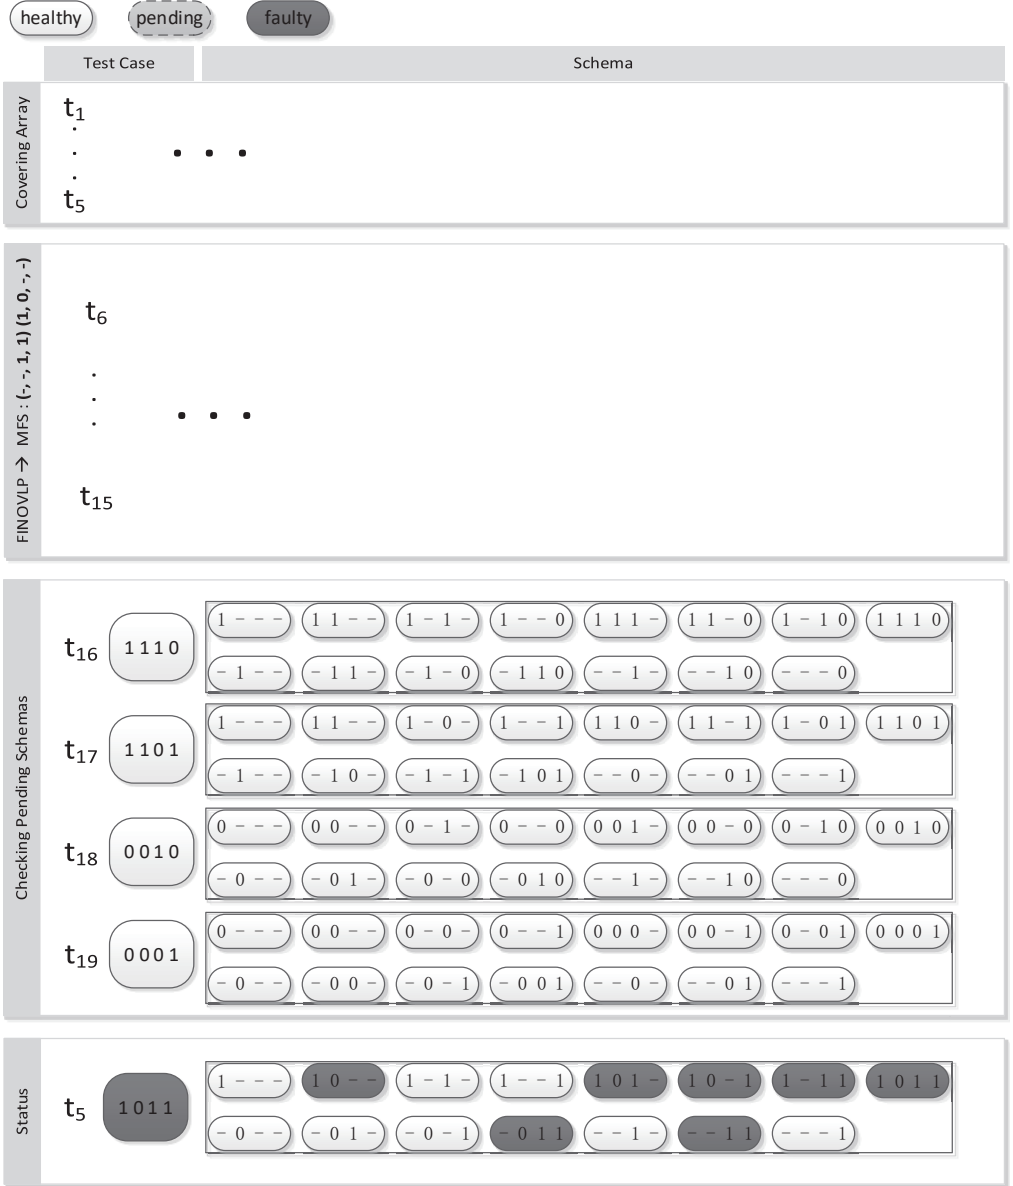 healthy pending faulty
Test Case Schema
Covering Array
t1
t5
FINOVLP → MFS : (-, -, 1, 1) (1, 0, -, -)
t6
t15
Checking Pending Schemas
t16 1110
1 - - - 1 1 - - 1 - 1 - 1 - - 0 1 1 1 - 1 1 - 0 1 - 1 0 1 1 1 0
- 1 - - - 1 1 - - 1 - 0 - 1 1 0 - - 1 - - - 1 0 - - - 0
t17 1101
1 - - - 1 1 - - 1 - 0 - 1 - - 1 1 1 0 - 1 1 - 1 1 - 0 1 1 1 0 1
- 1 - - - 1 0 - - 1 - 1 - 1 0 1 - - 0 - - - 0 1 - - - 1
t18 0010
0 - - - 0 0 - - 0 - 1 - 0 - - 0 0 0 1 - 0 0 - 0 0 - 1 0 0 0 1 0
- 0 - - - 0 1 - - 0 - 0 - 0 1 0 - - 1 - - - 1 0 - - - 0
t19 0001
0 - - - 0 0 - - 0 - 0 - 0 - - 1 0 0 0 - 0 0 - 1 0 - 0 1 0 0 0 1
- 0 - - - 0 0 - - 0 - 1 - 0 0 1 - - 0 - - - 0 1 - - - 1
Status
t5 1011
1 - - - 1 0 - - 1 - 1 - 1 - - 1 1 0 1 - 1 0 - 1 1 - 1 1 1 0 1 1
- 0 - - - 0 1 - - 0 - 1 - 0 1 1 - - 1 - - - 1 1 - - - 1